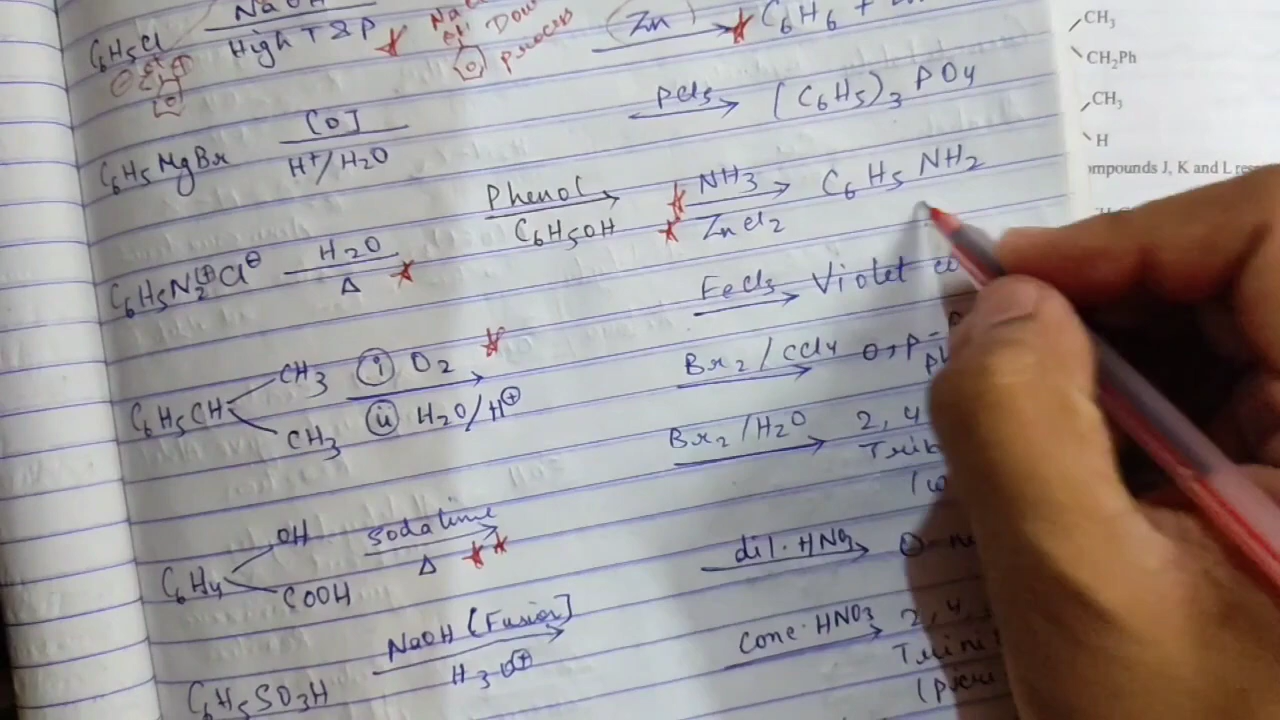 NaOH
C6H5Cl
High T & P
process
Zn
C6H6 +
PCl5
(C6H5)3 PO4
C6H5MgBr
[O]
H+/H2O
Phenol
C6H5OH
NH3
ZnCl2
C6H5NH2
C6H5N2⊕Cl⊖
H2O
Δ
FeCl3
Violet
C6H5CH
CH3
CH3
(i) O2
(ii) H2O/H⊕
Br2/CCl4
o, p-
Br2/H2O
2, 4
C6H4
OH
COOH
Sodalime
Δ
dil. HNO3
O-
C6H5SO3H
NaOH [Fusion]
H3O⊕
Conc. HNO3
2, 4,
CH3
CH2Ph
CH3
H
ompounds J, K and L